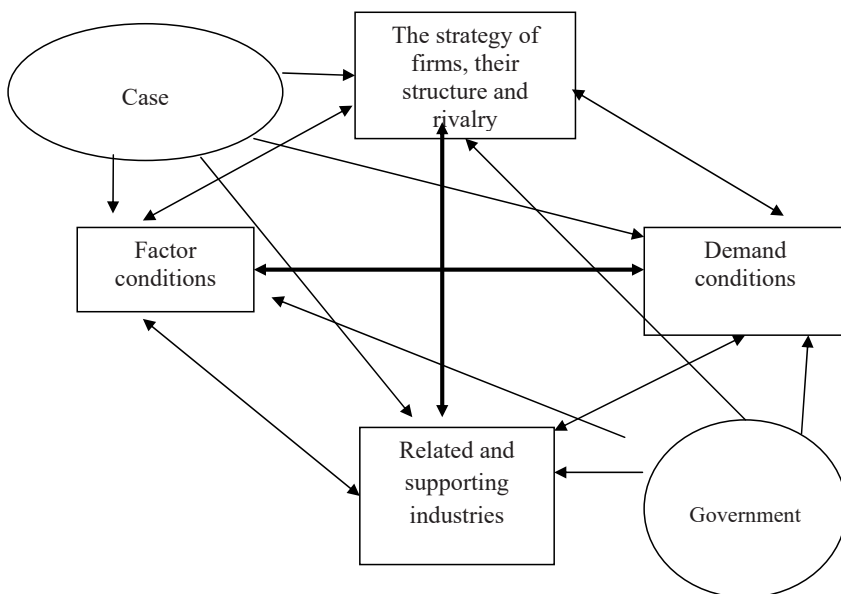 The strategy of
firms, their
structure and
rivalry
Case
Factor
conditions
Demand
conditions
Related and
supporting
industries
Government